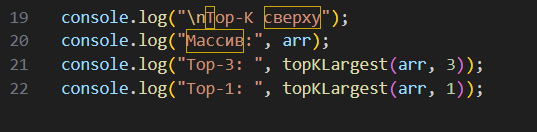 19 console.log("\nТор-К сверху");
20 console.log("Массив:", arr);
21 console.log("Top-3: ", topKLargest(arr, 3));
22 console.log("Top-1: ", topKLargest(arr, 1));